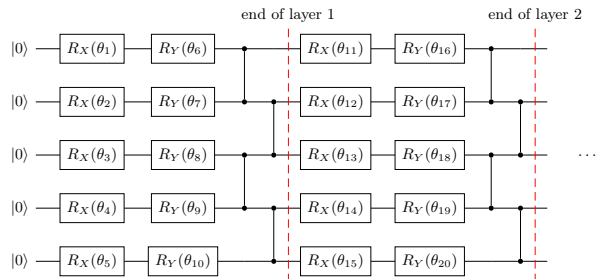 end of layer 1 end of layer 2
|0⟩ R_X(θ_1) R_Y(θ_6) R_X(θ_11) R_Y(θ_16)
|0⟩ R_X(θ_2) R_Y(θ_7) R_X(θ_12) R_Y(θ_17)
|0⟩ R_X(θ_3) R_Y(θ_8) R_X(θ_13) R_Y(θ_18) ...
|0⟩ R_X(θ_4) R_Y(θ_9) R_X(θ_14) R_Y(θ_19)
|0⟩ R_X(θ_5) R_Y(θ_10) R_X(θ_15) R_Y(θ_20)